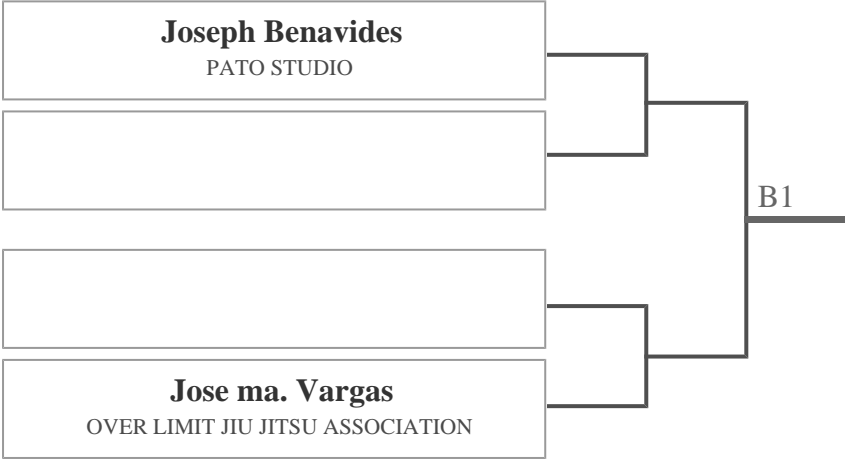 Joseph Benavides
PATO STUDIO
B1
Jose ma. Vargas
OVER LIMIT JIU JITSU ASSOCIATION